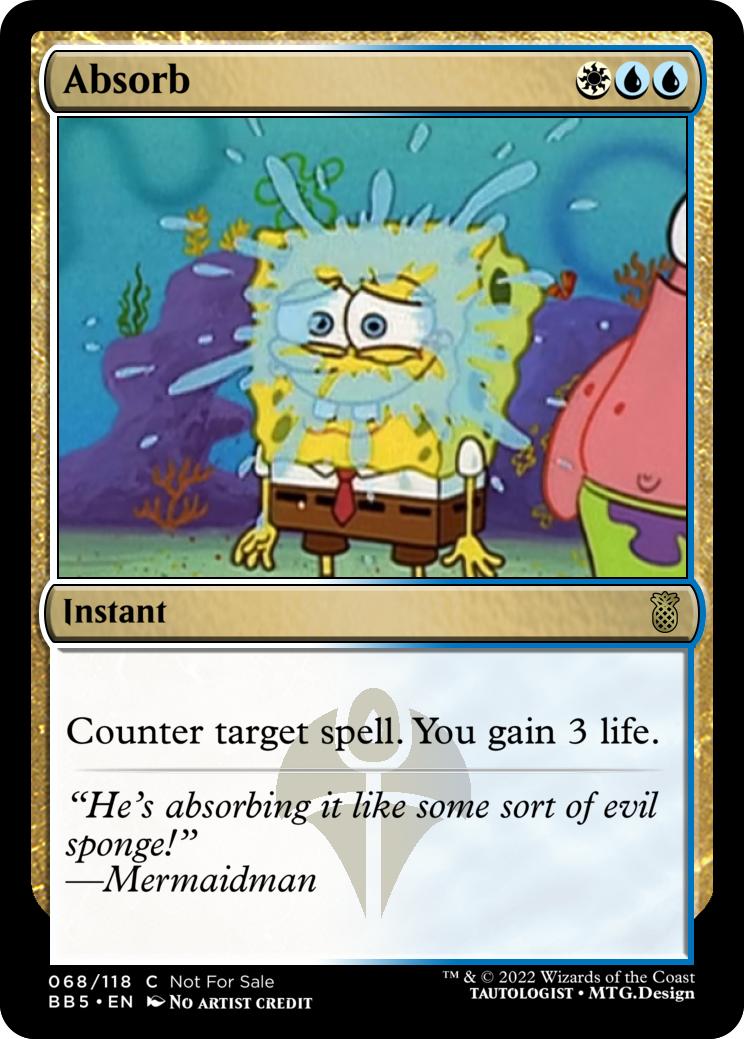 Absorb
Instant
Counter target spell. You gain 3 life.
“He’s absorbing it like some sort of evil
sponge!”
—Mermaidman
068/118 C Not For Sale
BB5 • EN No Artist Credit
™ & © 2022 Wizards of the Coast
TAUTOLOGIST • MTG.Design